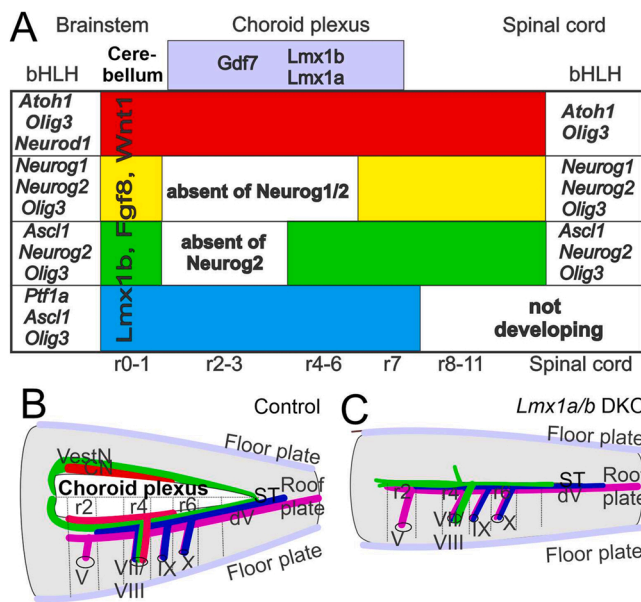 A
Brainstem
Choroid plexus
Spinal cord
bHLH
Cere-
bellum
Gdf7
Lmx1b
Lmx1a
bHLH
Atoh1
Olig3
Neurod1
Atoh1
Olig3
Neurog1
Neurog2
Olig3
absent of Neurog1/2
Neurog1
Neurog2
Olig3
Ascl1
Neurog2
Olig3
absent of
Neurog2
Ascl1
Neurog2
Olig3
Ptf1a
Ascl1
Olig3
not
developing
Lmx1b, Fgf8, Wnt1
r0-1 r2-3 r4-6 r7 r8-11 Spinal cord
B
Control
Floor plate
VestN
CN
Choroid plexus
ST
Roof
plate
r2 r4 r6
dV
V
VII/
VIII
IX
X
Floor plate
C
Lmx1a/b DKO
Floor plate
ST
Roof
plate
r2 r4
dV
V
VII/
VIII
IX
X
Floor plate